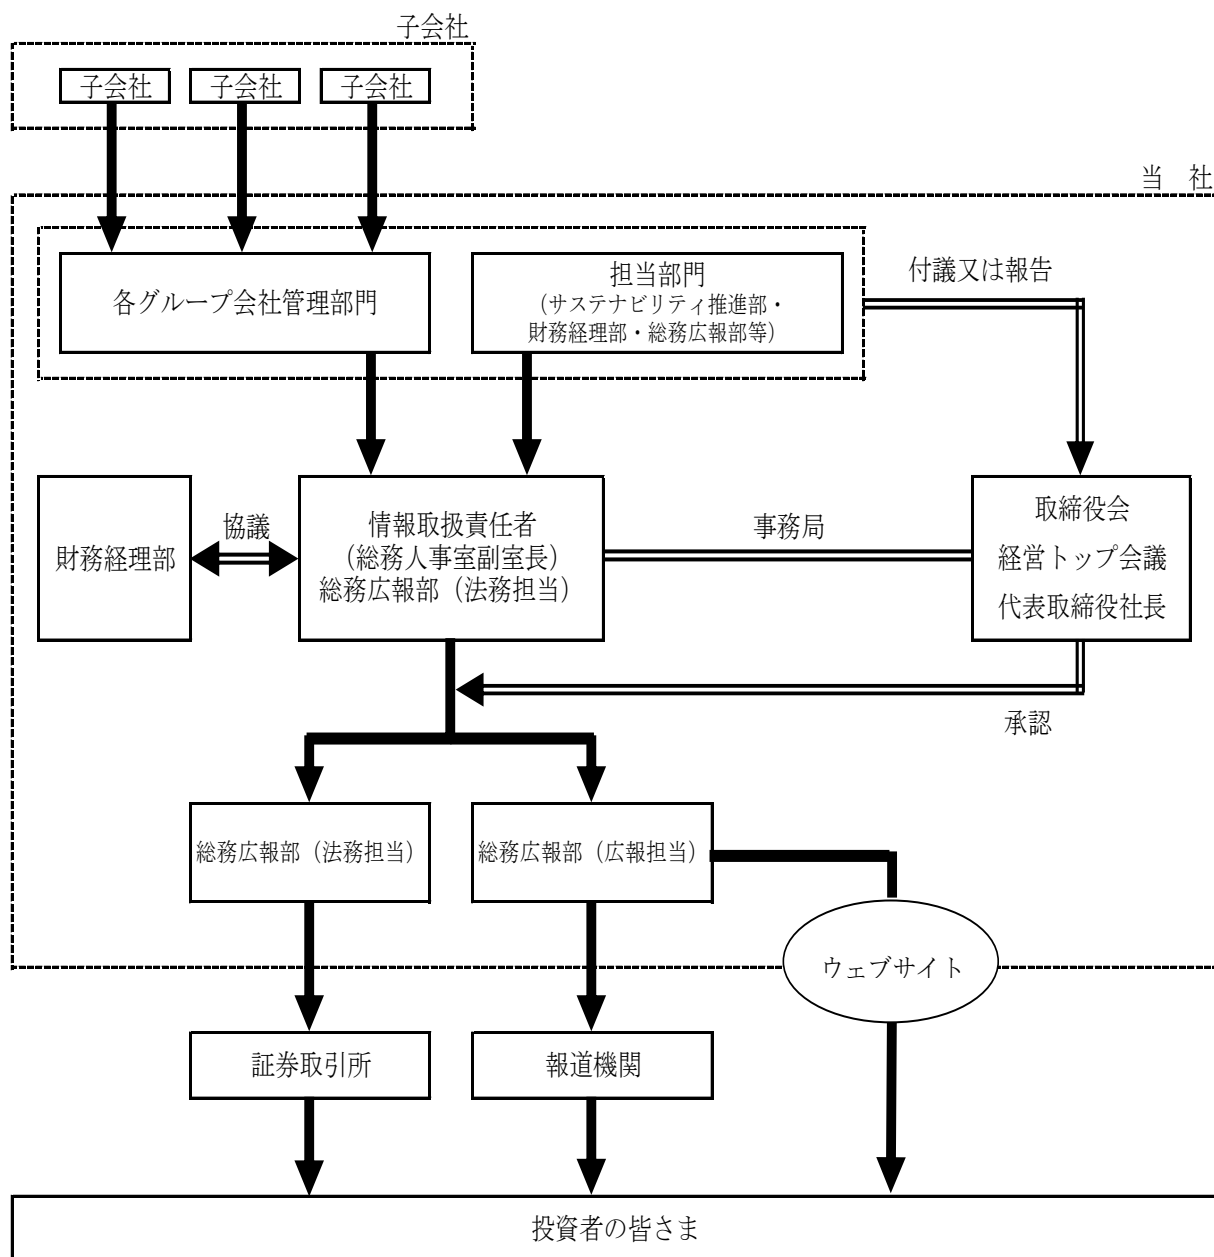 子会社
子会社
子会社
子会社
当　社
各グループ会社管理部門
担当部門
（サステナビリティ推進部・
財務経理部・総務広報部等）
付議又は報告
財務経理部
協議
情報取扱責任者
（総務人事室副室長）
総務広報部（法務担当）
事務局
取締役会
経営トップ会議
代表取締役社長
承認
総務広報部（法務担当）
総務広報部（広報担当）
ウェブサイト
証券取引所
報道機関
投資者の皆さま